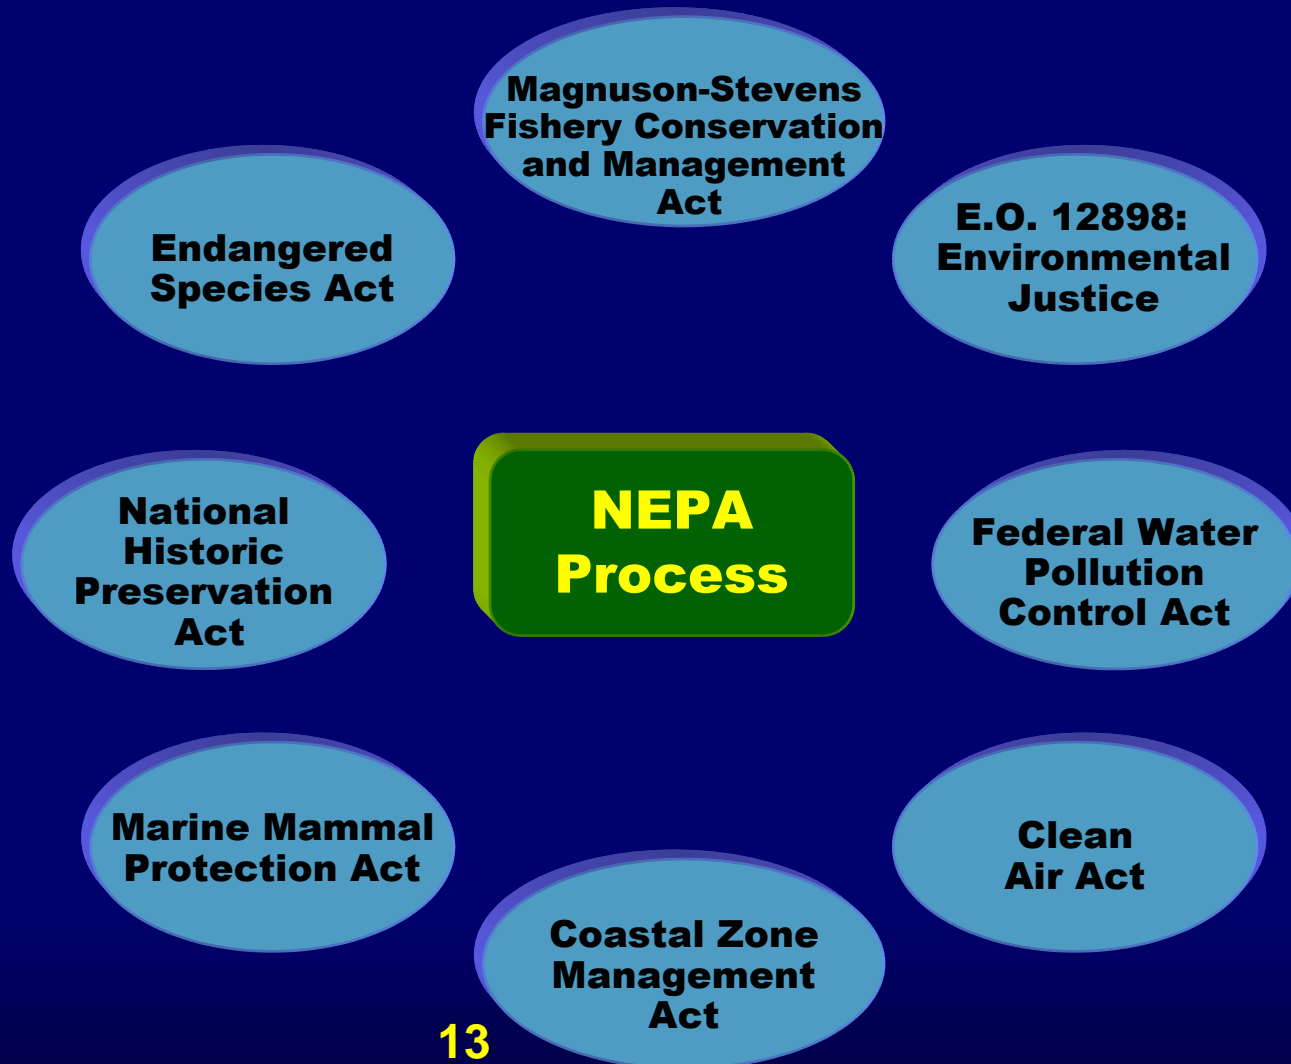 Magnuson-Stevens
Fishery Conservation
and Management
Act
Endangered
Species Act
E.O. 12898:
Environmental
Justice
National
Historic
Preservation
Act
NEPA
Process
Federal Water
Pollution
Control Act
Marine Mammal
Protection Act
Clean
Air Act
Coastal Zone
Management
Act
13